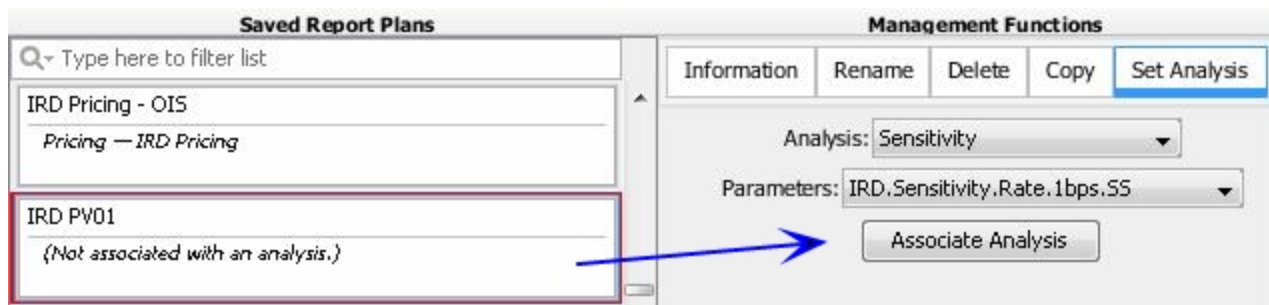 Saved Report Plans
Management Functions
Type here to filter list
Information Rename Delete Copy Set Analysis
IRD Pricing - OIS
Pricing — IRD Pricing
Analysis: Sensitivity
Parameters: IRD.Sensitivity.Rate.1bps.SS
IRD PV01
(Not associated with an analysis.)
Associate Analysis